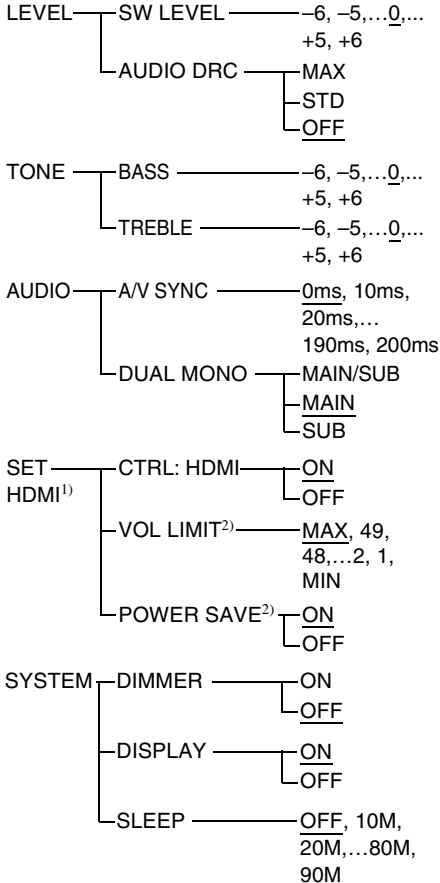 LEVEL SW LEVEL –6, –5,…0,...
+5, +6
AUDIO DRC MAX
STD
OFF
TONE BASS –6, –5,…0,...
+5, +6
TREBLE –6, –5,…0,...
+5, +6
AUDIO A/V SYNC 0ms, 10ms,
20ms,…
190ms, 200ms
DUAL MONO MAIN/SUB
MAIN
SUB
SET CTRL: HDMI ON
HDMI1) OFF
VOL LIMIT2) MAX, 49,
48,…2, 1,
MIN
POWER SAVE2) ON
OFF
SYSTEM DIMMER ON
OFF
DISPLAY ON
OFF
SLEEP OFF, 10M,
20M,…80M,
90M